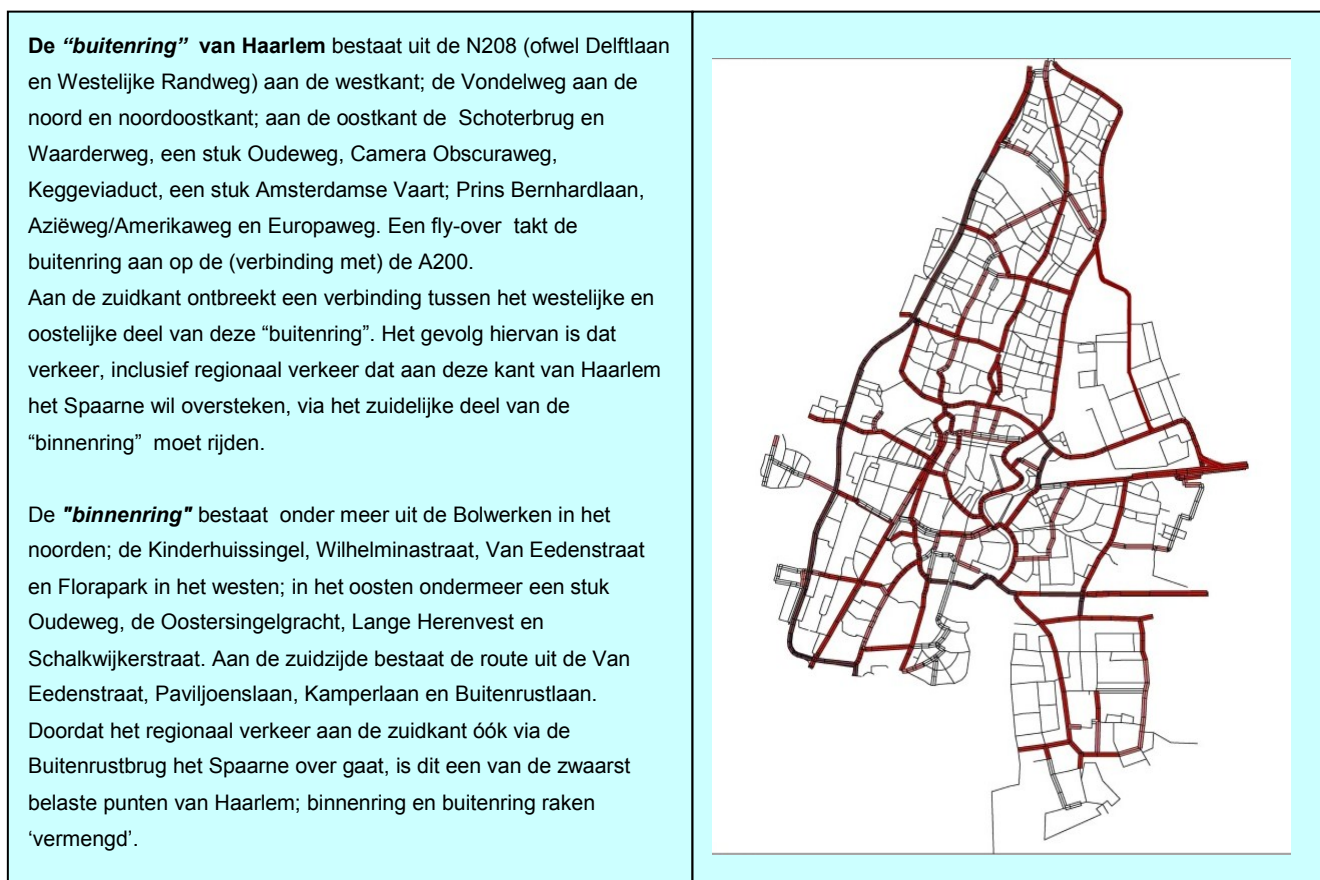 De “buitenring” van Haarlem bestaat uit de N208 (ofwel Delftlaan
en Westelijke Randweg) aan de westkant; de Vondelweg aan de
noord en noordoostkant; aan de oostkant de Schoterbrug en
Waarderweg, een stuk Oudeweg, Camera Obscuraweg,
Keggeviaduct, een stuk Amsterdamse Vaart; Prins Bernhardlaan,
Aziëweg/Amerikaweg en Europaweg. Een fly-over takt de
buitenring aan op de (verbinding met) de A200.
Aan de zuidkant ontbreekt een verbinding tussen het westelijke en
oostelijke deel van deze “buitenring”. Het gevolg hiervan is dat
verkeer, inclusief regionaal verkeer dat aan deze kant van Haarlem
het Spaarne wil oversteken, via het zuidelijke deel van de
“binnenring” moet rijden.
De "binnenring" bestaat onder meer uit de Bolwerken in het
noorden; de Kinderhuissingel, Wilhelminastraat, Van Eedenstraat
en Florapark in het westen; in het oosten ondermeer een stuk
Oudeweg, de Oostersingelgracht, Lange Herenvest en
Schalkwijkerstraat. Aan de zuidzijde bestaat de route uit de Van
Eedenstraat, Paviljoenslaan, Kamperlaan en Buitenrustlaan.
Doordat het regionaal verkeer aan de zuidkant óók via de
Buitenrustbrug het Spaarne over gaat, is dit een van de zwaarst
belaste punten van Haarlem; binnenring en buitenring raken
‘vermengd’.